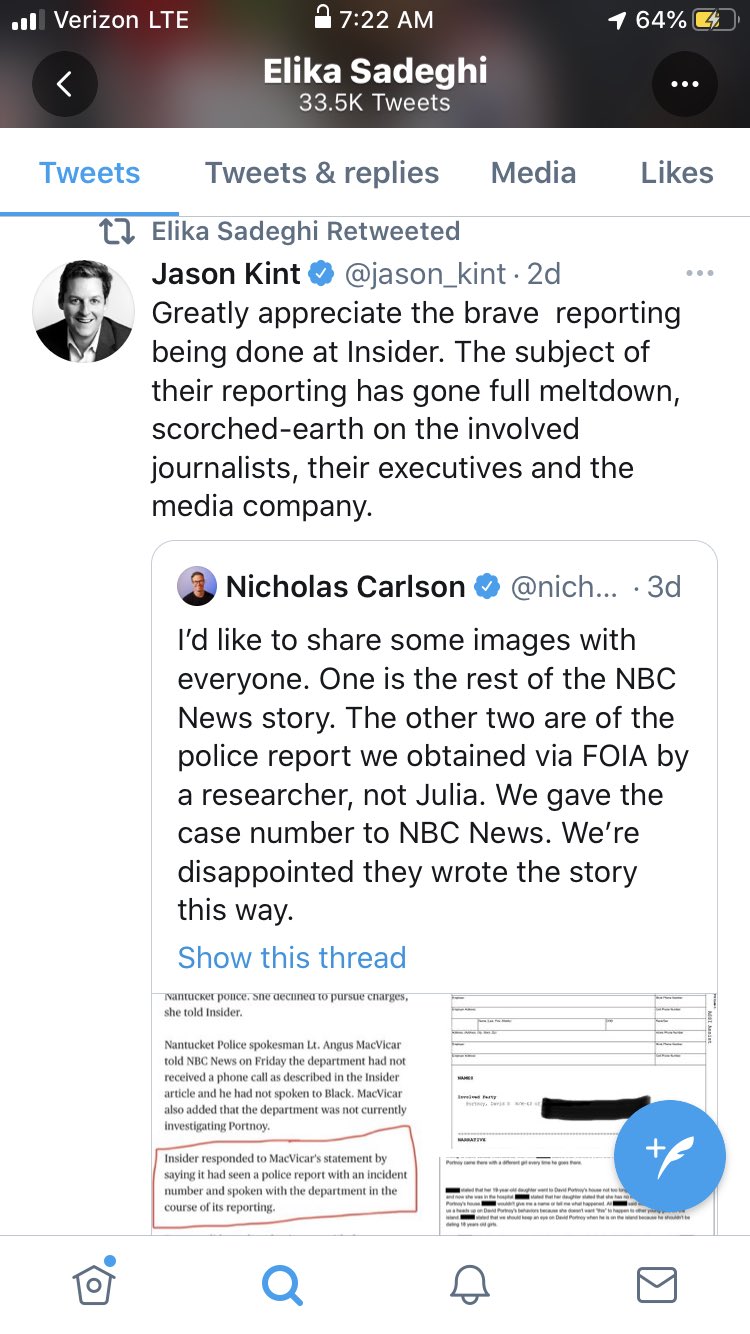 Verizon LTE 7:22 AM 64%
Elika Sadeghi
33.5K Tweets
Tweets Tweets & replies Media Likes
Elika Sadeghi Retweeted
Jason Kint @jason_kint · 2d
Greatly appreciate the brave reporting
being done at Insider. The subject of
their reporting has gone full meltdown,
scorched-earth on the involved
journalists, their executives and the
media company.
Nicholas Carlson @nich... · 3d
I’d like to share some images with
everyone. One is the rest of the NBC
News story. The other two are of the
police report we obtained via FOIA by
a researcher, not Julia. We gave the
case number to NBC News. We’re
disappointed they wrote the story
this way.
Show this thread
Nantucket police. She declined to pursue charges,
she told Insider.
Nantucket Police spokesman Lt. Angus MacVicar
told NBC News on Friday the department had not
received a phone call as described in the Insider
article and he had not spoken to Black. MacVicar
also added that the department was not currently
investigating Portnoy.
Insider responded to MacVicar's statement by
saying it had seen a police report with an incident
number and spoken with the department in the
course of its reporting.
NAMES
Involved Party
Portnoy, David S
NARRATIVE
Portnoy came there with a different girl every time he goes there.
stated that her 19-year-old daughter went to David Portnoy's house not too
and now she was in the hospital stated that her daughter stated that she has
Portnoy's house wouldn't give me a name or tell me what happened.
us a heads up on David Portnoy's behaviors because she doesn't want "this" to happen to other
island. stated that we should keep an eye on David Portnoy when he is on the island because he shouldn't be
dating 18 years old girls.